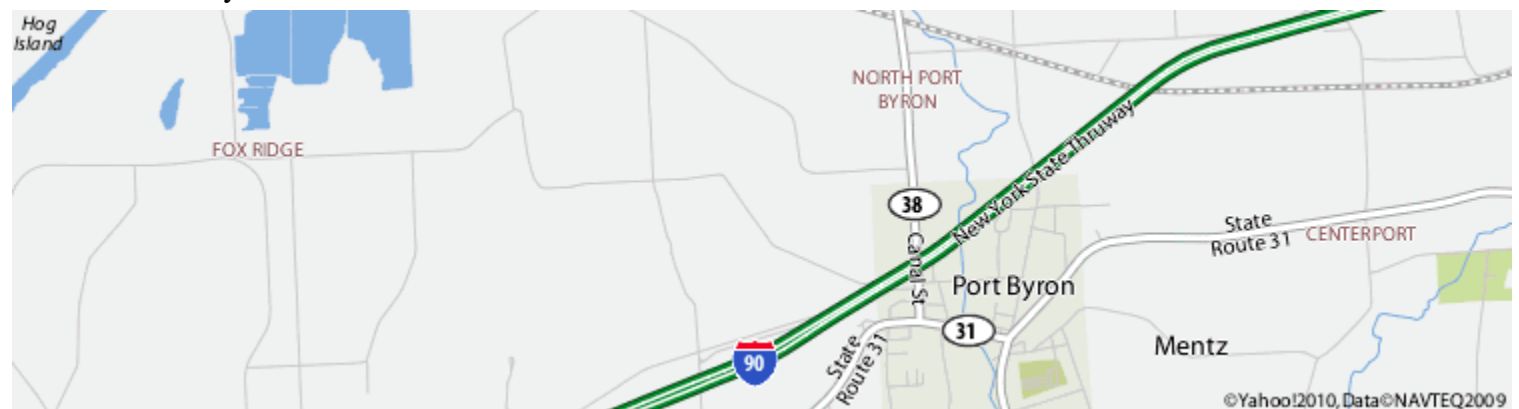 Hog
Island
NORTH PORT
BYRON
New York State Thruway
FOX RIDGE
38
Canal St
State
Route 31
CENTERPORT
Port Byron
31
State
Route 31
90
Mentz
©Yahoo!2010,Data©NAVTEQ2009